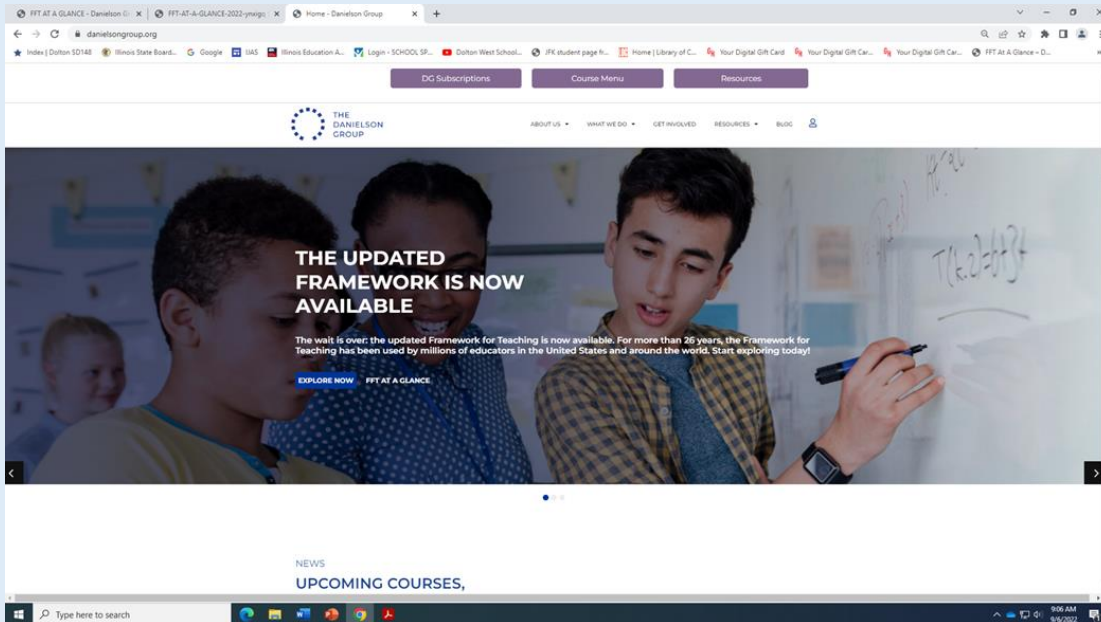 FFT AT A GLANCE - Danielson G
FFT-AT-A-GLANCE-2022-ynxigs
Home - Danielson Group
danielsongroup.org
Index | Dolton SD148
Illinois State Board...
Google
IIAS
Illinois Education A...
Login - SCHOOL SP...
Dolton West School...
JFK student page fr...
Home | Library of C...
Your Digital Gift Card
Your Digital Gift Car...
Your Digital Gift Car...
FFT At A Glance – D...
DG Subscriptions
Course Menu
Resources
THE
DANIELSON
GROUP
ABOUT US
WHAT WE DO
GET INVOLVED
RESOURCES
BLOG
THE UPDATED
FRAMEWORK IS NOW
AVAILABLE
The wait is over: the updated Framework for Teaching is now available. For more than 26 years, the Framework for
Teaching has been used by millions of educators in the United States and around the world. Start exploring today!
EXPLORE NOW
FFT AT A GLANCE
NEWS
UPCOMING COURSES,
Type here to search
9:06 AM
9/6/2022